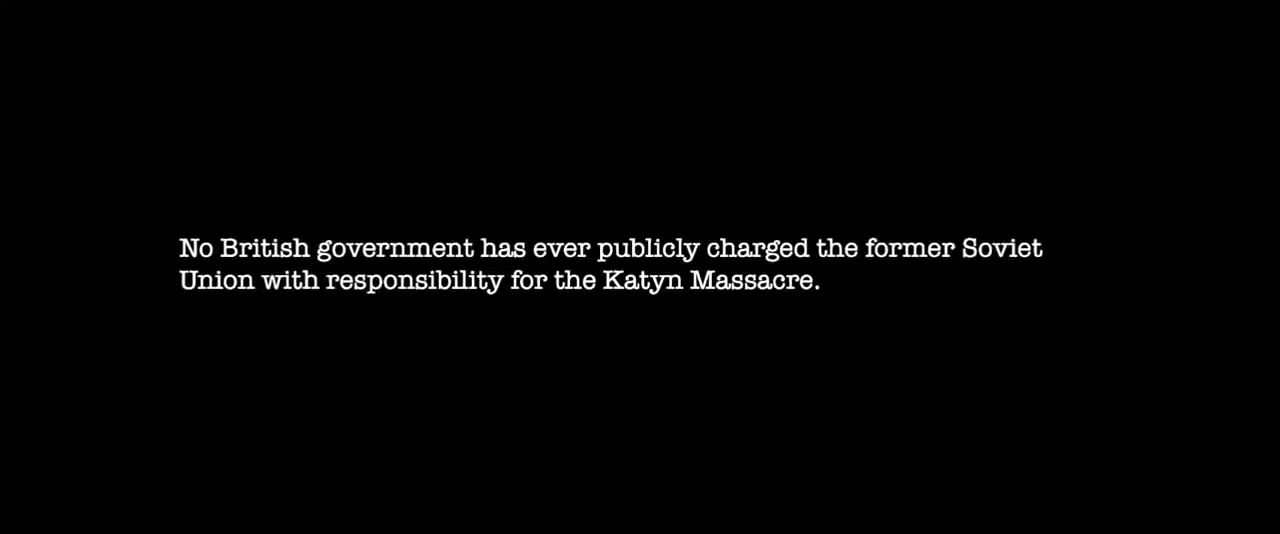 No British government has ever publicly charged the former Soviet
Union with responsibility for the Katyn Massacre.